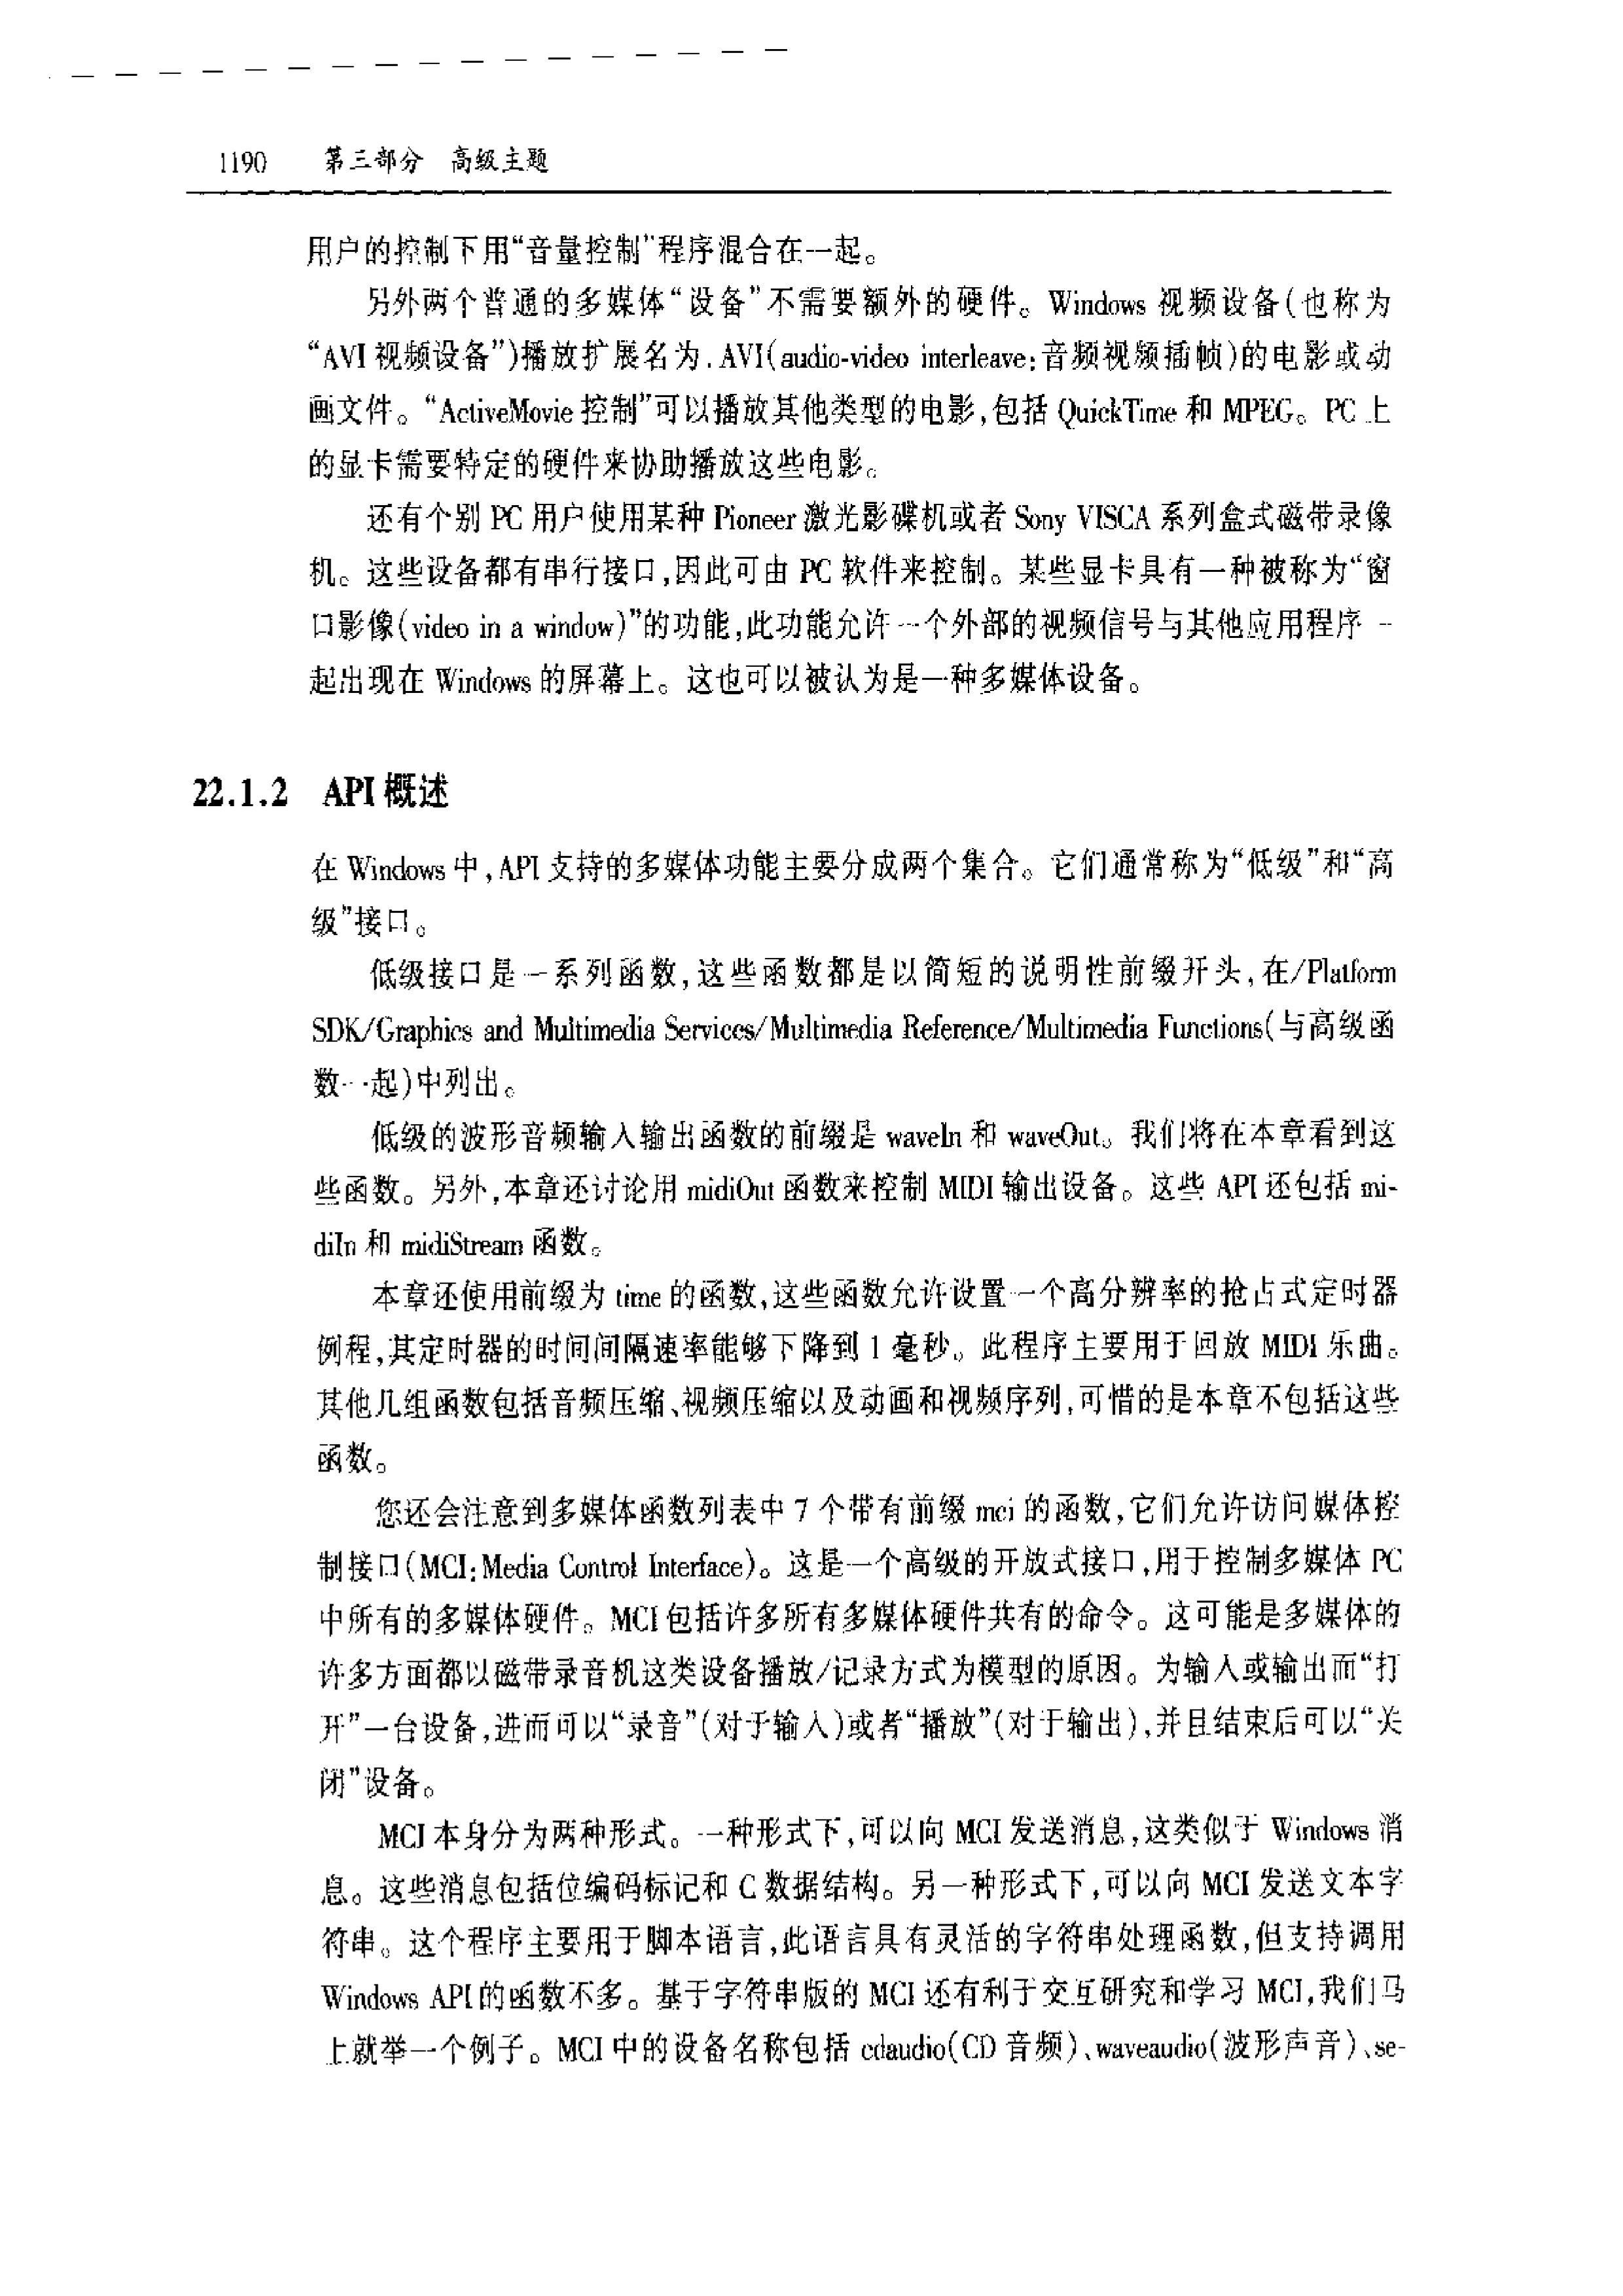 1190 第三部分 高级主题
用户的控制下用“音量控制”程序混合在一起。
另外两个普通的多媒体“设备”不需要额外的硬件。Windows 视频设备(也称为
“AVI 视频设备”)播放扩展名为.AVI(audio-video interleave:音频视频插帧)的电影或动
画文件。“ActiveMovie 控制”可以播放其他类型的电影,包括 QuickTime 和 MPEG。PC 上
的显卡需要特定的硬件来协助播放这些电影。
还有个别 PC 用户使用某种 Pioneer 激光影碟机或者 Sony VISCA 系列盒式磁带录像
机。这些设备都有串行接口,因此可由 PC 软件来控制。某些显卡具有一种被称为“窗
口影像(video in a window)”的功能,此功能允许一个外部的视频信号与其他应用程序一
起出现在 Windows 的屏幕上。这也可以被认为是一种多媒体设备。
22.1.2 API 概述
在 Windows 中,API 支持的多媒体功能主要分成两个集合。它们通常称为“低级”和“高
级”接口。
低级接口是一系列函数,这些函数都是以简短的说明性前缀开头,在/Platform
SDK/Graphics and Multimedia Services/Multimedia Reference/Multimedia Functions(与高级函
数一起)中列出。
低级的波形音频输入输出函数的前缀是 waveIn 和 waveOut。我们将在本章看到这
些函数。另外,本章还讨论用 midiOut 函数来控制 MIDI 输出设备。这些 API 还包括 mi-
diIn 和 midiStream 函数。
本章还使用前缀为 time 的函数,这些函数允许设置一个高分辨率的抢占式定时器
例程,其定时器的时间间隔速率能够下降到 1 毫秒。此程序主要用于回放 MIDI 乐曲。
其他几组函数包括音频压缩、视频压缩以及动画和视频序列,可惜的是本章不包括这些
函数。
您还会注意到多媒体函数列表中 7 个带有前缀 mci 的函数,它们允许访问媒体控
制接口(MCI:Media Control Interface)。这是一个高级的开放式接口,用于控制多媒体 PC
中所有的多媒体硬件。MCI 包括许多所有多媒体硬件共有的命令。这可能是多媒体的
许多方面都以磁带录音机这类设备播放/记录方式为模型的原因。为输入或输出而“打
开”一台设备,进而可以“录音”(对于输入)或者“播放”(对于输出),并且结束后可以“关
闭”设备。
MCI 本身分为两种形式。一种形式下,可以向 MCI 发送消息,这类似于 Windows 消
息。这些消息包括位编码标记和 C 数据结构。另一种形式下,可以向 MCI 发送文本字
符串。这个程序主要用于脚本语言,此语言具有灵活的字符串处理函数,但支持调用
Windows API 的函数不多。基于字符串版的 MCI 还有利于交互研究和学习 MCI,我们马
上就举一个例子。MCI 中的设备名称包括 cdaudio(CD 音频)、waveaudio(波形声音)、se-